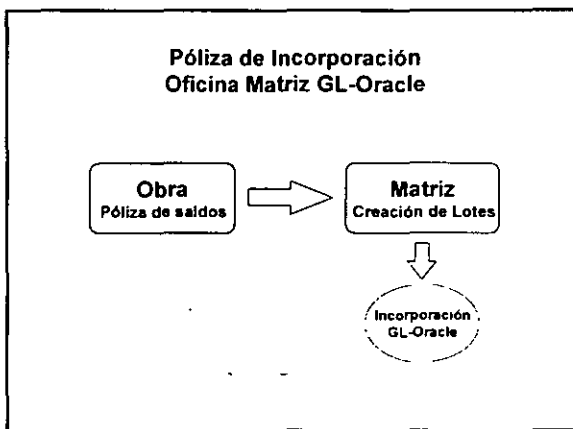 Póliza de Incorporación
Oficina Matriz GL-Oracle
Obra
Póliza de saldos
Matriz
Creación de Lotes
Incorporación
GL-Oracle